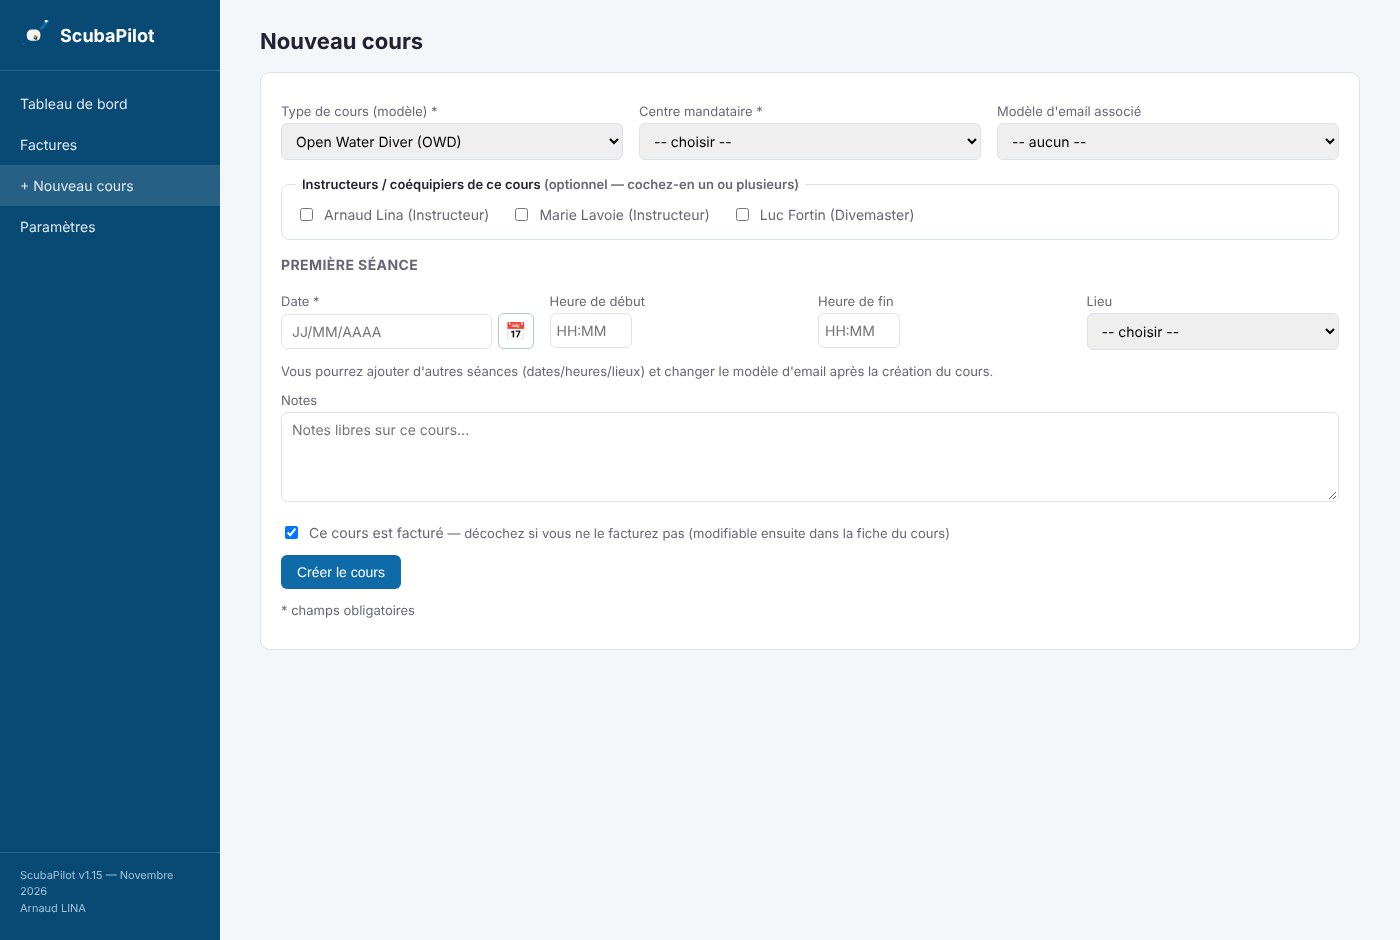 ScubaPilot
Tableau de bord
Factures
+ Nouveau cours
Paramètres
ScubaPilot v1.15 — Novembre
2026
Arnaud LINA
Nouveau cours
Type de cours (modèle) *
Centre mandataire *
Modèle d'email associé
Open Water Diver (OWD)
-- choisir --
-- aucun --
Instructeurs / coéquipiers de ce cours (optionnel — cochez-en un ou plusieurs)
Arnaud Lina (Instructeur)
Marie Lavoie (Instructeur)
Luc Fortin (Divemaster)
PREMIÈRE SÉANCE
Date *
Heure de début
Heure de fin
Lieu
JJ/MM/AAAA
HH:MM
HH:MM
-- choisir --
Vous pourrez ajouter d'autres séances (dates/heures/lieux) et changer le modèle d'email après la création du cours.
Notes
Notes libres sur ce cours...
Ce cours est facturé — décochez si vous ne le facturez pas (modifiable ensuite dans la fiche du cours)
Créer le cours
* champs obligatoires